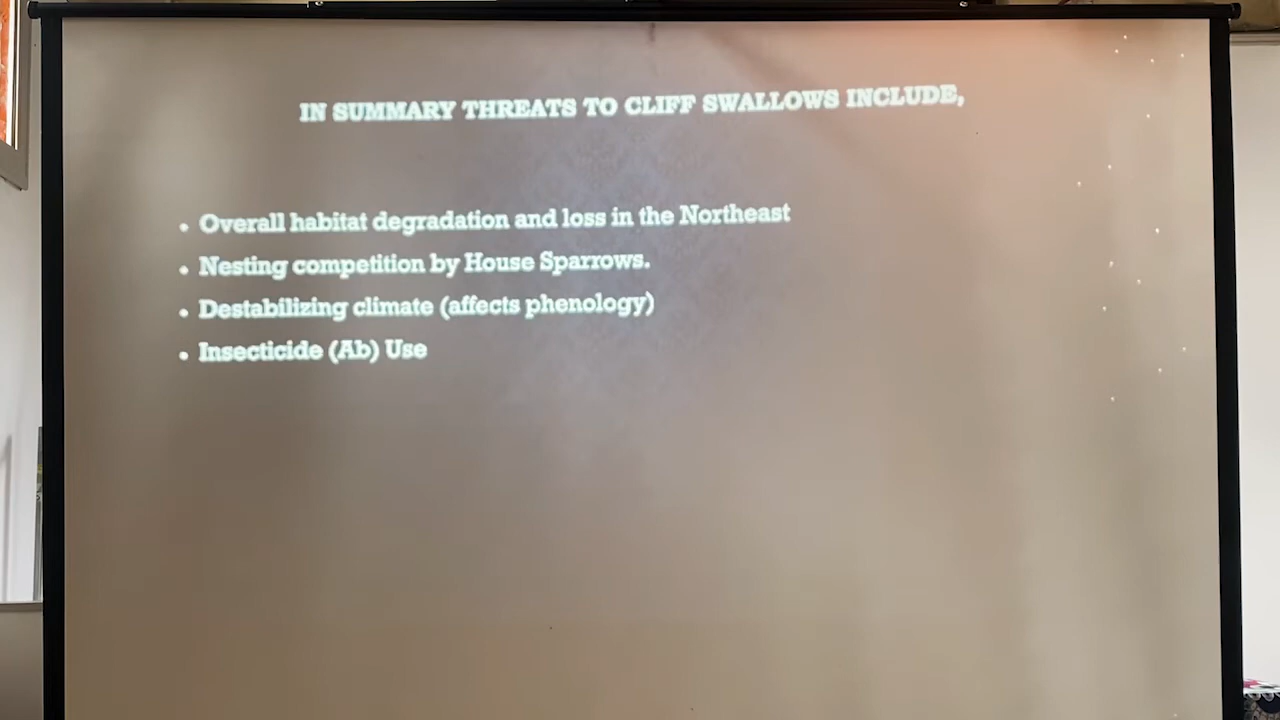 IN SUMMARY THREATS TO CLIFF SWALLOWS INCLUDE,
• Overall habitat degradation and loss in the Northeast
• Nesting competition by House Sparrows.
• Destabilizing climate (affects phenology)
• Insecticide (Ab) Use